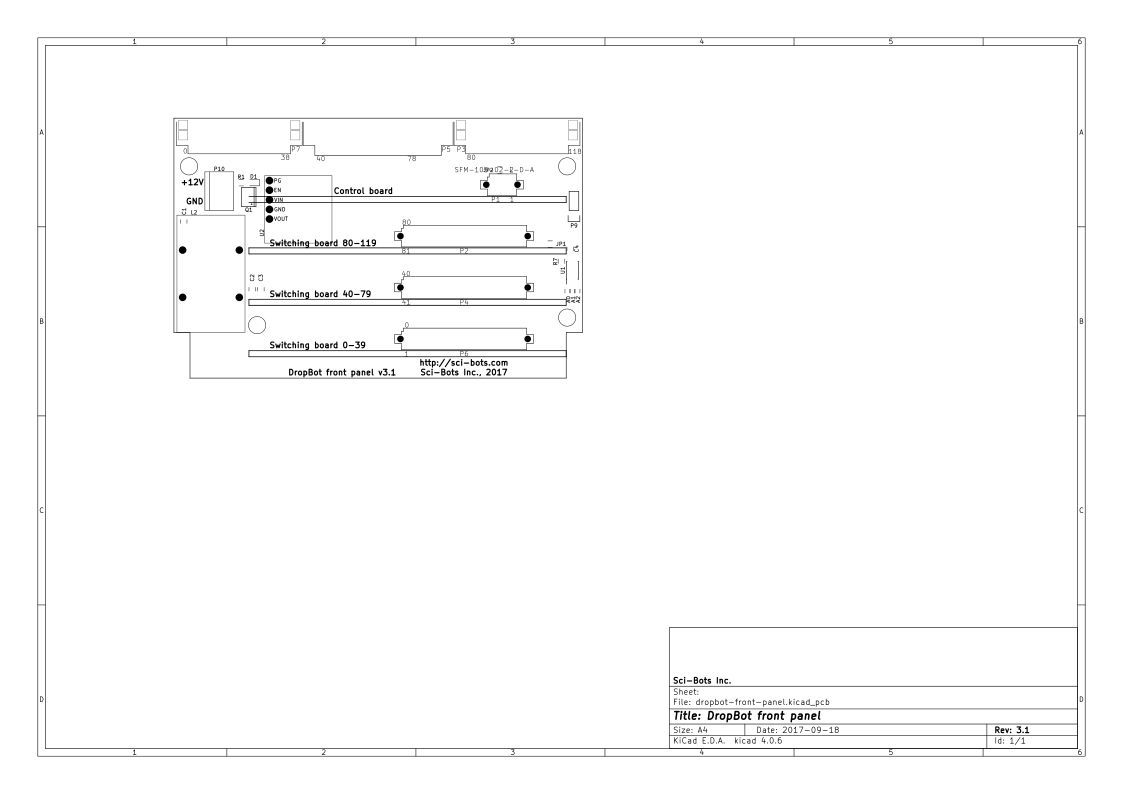 1 2 3 4 5 6
A A
0 P7 P5 P3 118
38 40 78 80
P10
+12V
R1 D1
PG
EN
VIN
GND
VOUT
Control board
GND
Q1
P1 1
P9
C1 L2
U2
80
Switching board 80-119
81 P2
JP1 C4
R7
U1
C2 C3
40
Switching board 40-79
41 P4
A0 A1 A2
B B
0
Switching board 0-39
1 P6
http://sci-bots.com
DropBot front panel v3.1 Sci-Bots Inc., 2017
C C
Sci-Bots Inc.
Sheet:
File: dropbot-front-panel.kicad_pcb
D D
Title: DropBot front panel
Size: A4 Date: 2017-09-18 Rev: 3.1
KiCad E.D.A. kicad 4.0.6 Id: 1/1
1 2 3 4 5 6